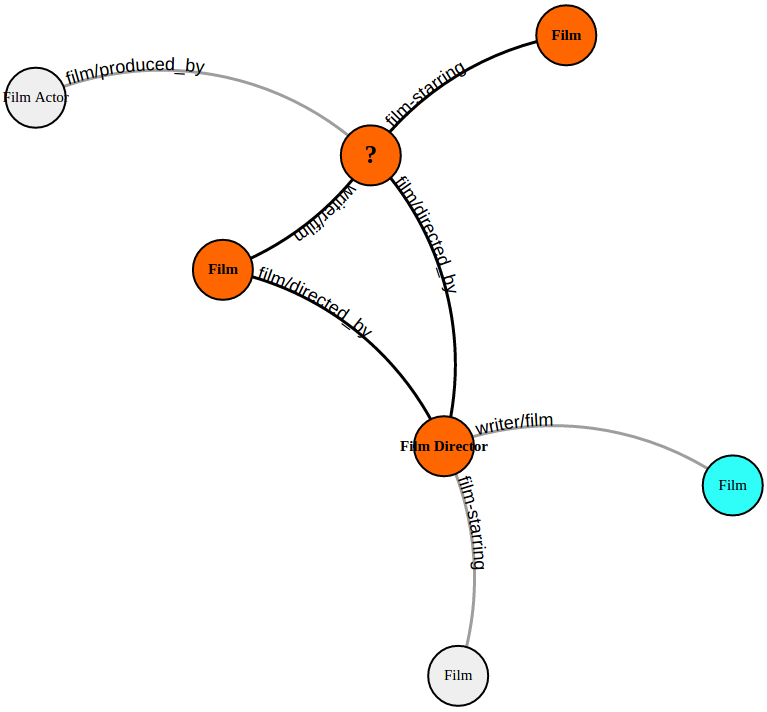 Film
film/produced_by
film-starring
Film Actor
?
writer/film
film/directed_by
Film
film/directed_by
writer/film
Film Director
Film
film-starring
Film